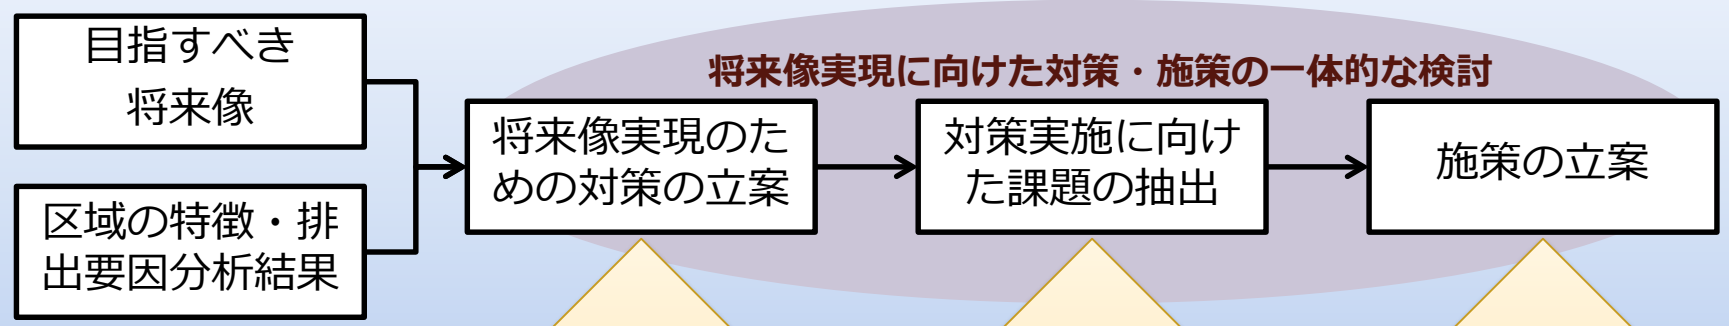 目指すべき
将来像
区域の特徴・排
出要因分析結果
将来像実現に向けた対策・施策の一体的な検討
将来像実現のた
めの対策の立案
対策実施に向け
た課題の抽出
施策の立案